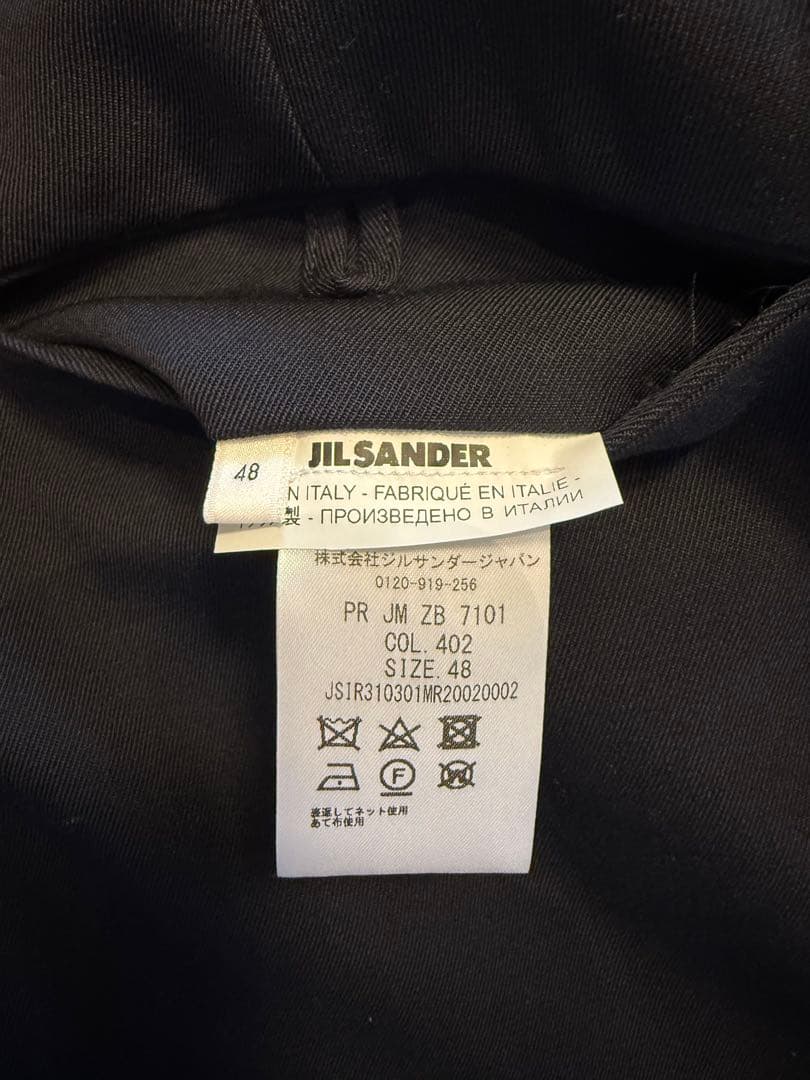 48
JIL SANDER
N ITALY - FABRIQUÉ EN ITALIE -
製 - ПРОИЗВЕДЕНО В ИТАЛИИ
株式会社ジルサンダージャパン
0120-919-256
PR JM ZB 7101
COL. 402
SIZE. 48
JSIR310301MR20020002
F
W
裏返してネット使用
あて布使用